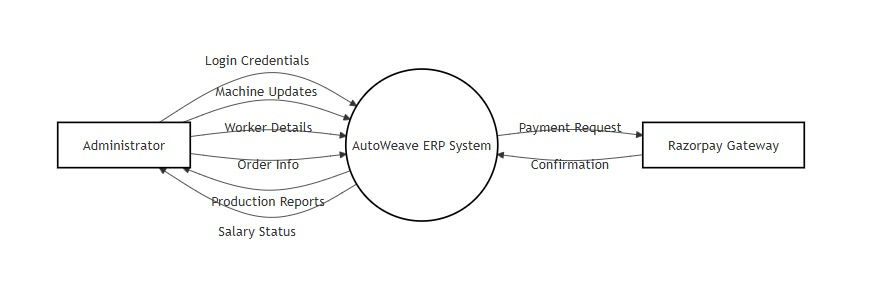 Login Credentials
Machine Updates
Worker Details
Order Info
Production Reports
Salary Status
Administrator
AutoWeave ERP System
Payment Request
Confirmation
Razorpay Gateway